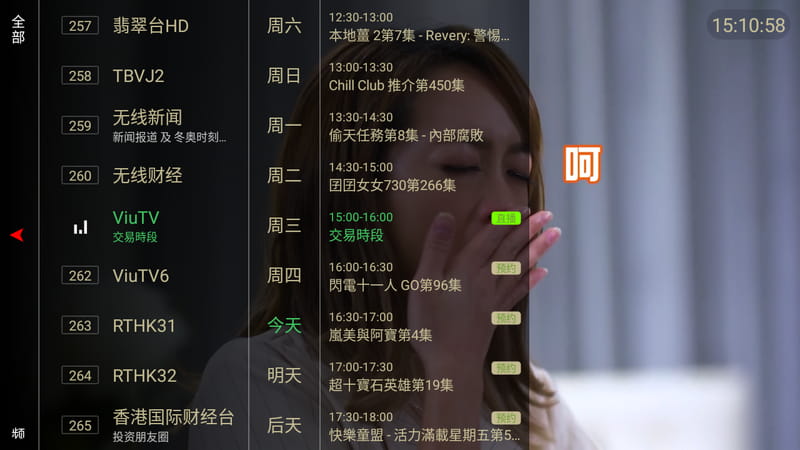 全部
257 翡翠台HD
258 TBVJ2
259 无线新闻
新闻报道 及 冬奥时刻...
260 无线财经
ViuTV
交易時段
262 ViuTV6
263 RTHK31
264 RTHK32
265 香港国际财经台
投资朋友圈
周六
周日
周一
周二
周三
周四
今天
明天
后天
12:30-13:00
本地薑 2第7集 - Revery: 警惕...
13:00-13:30
Chill Club 推介第450集
13:30-14:30
偷天任務第8集 - 內部腐敗
14:30-15:00
囝囝女女730第266集
15:00-16:00 直播
交易時段
16:00-16:30 预约
閃電十一人 GO第96集
16:30-17:00 预约
嵐美與阿寶第4集
17:00-17:30 预约
超十寶石英雄第19集
17:30-18:00 预约
快樂童盟 - 活力滿載星期五第5...
15:10:58
呵